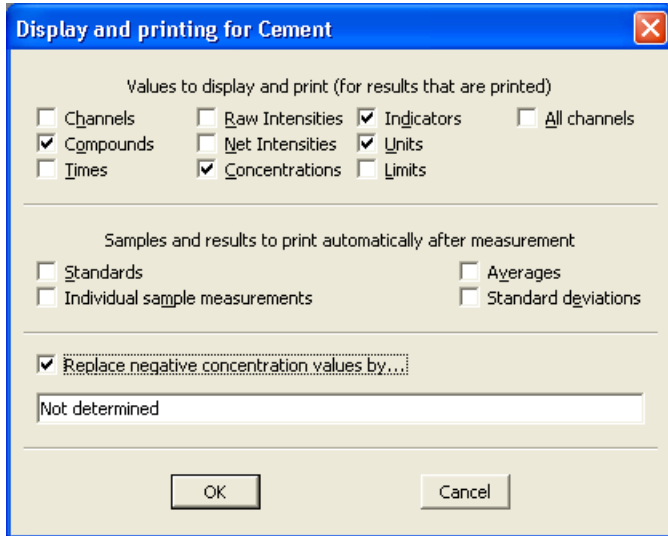 Display and printing for Cement
Values to display and print (for results that are printed)
Channels Raw Intensities Indicators All channels
Compounds Net Intensities Units
Times Concentrations Limits
Samples and results to print automatically after measurement
Standards Averages
Individual sample measurements Standard deviations
Replace negative concentration values by...
Not determined
OK Cancel